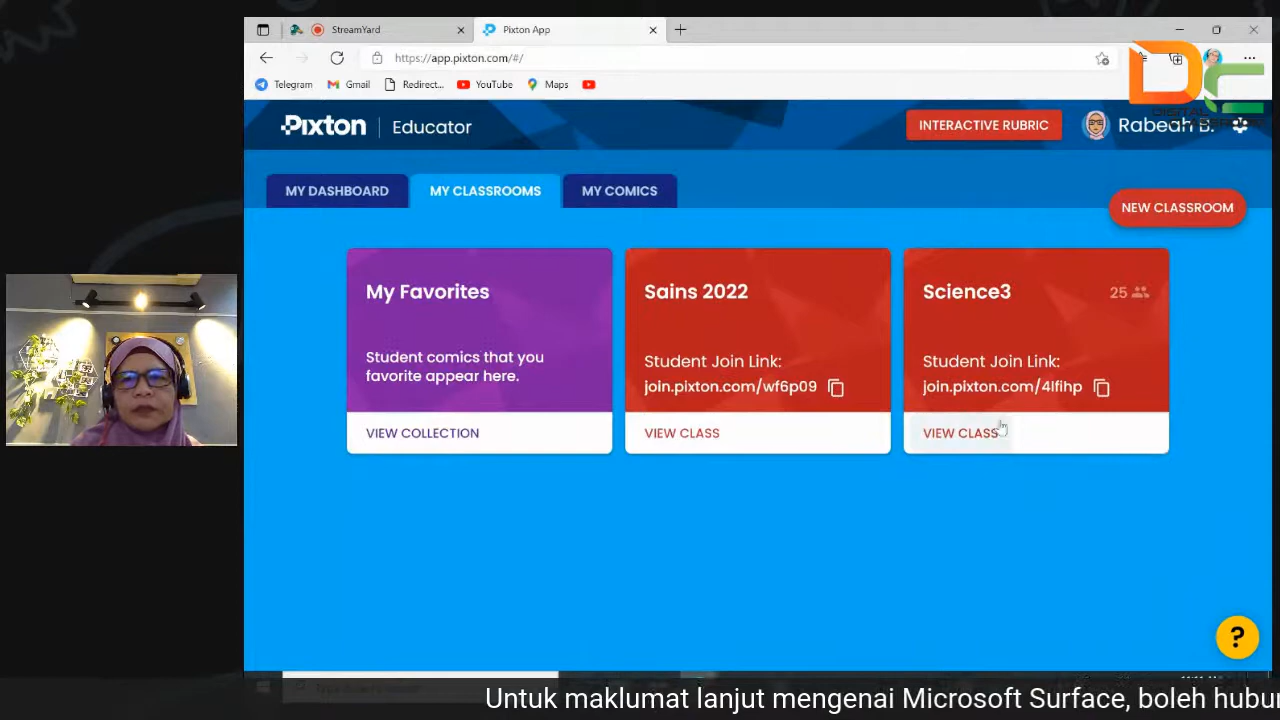 StreamYard
Pixton App
https://app.pixton.com/#/
Telegram
Gmail
Redirect...
YouTube
Maps
Pixton
Educator
INTERACTIVE RUBRIC
Rabeah B.
MY DASHBOARD
MY CLASSROOMS
MY COMICS
NEW CLASSROOM
My Favorites
Student comics that you
favorite appear here.
VIEW COLLECTION
Sains 2022
Student Join Link:
join.pixton.com/wf6p09
VIEW CLASS
Science3
25
Student Join Link:
join.pixton.com/4lfihp
VIEW CLASS
?
Untuk maklumat lanjut mengenai Microsoft Surface, boleh hubu